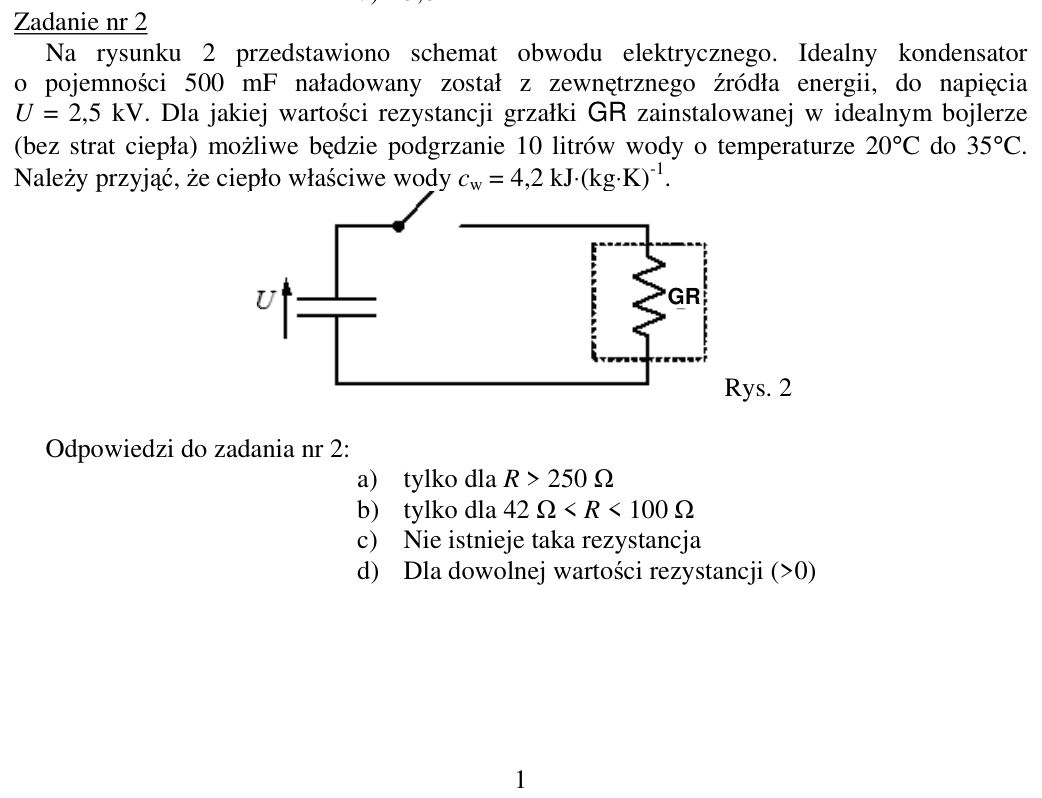 Zadanie nr 2
Na rysunku 2 przedstawiono schemat obwodu elektrycznego. Idealny kondensator
o pojemności 500 mF naładowany został z zewnętrznego źródła energii, do napięcia
U = 2,5 kV. Dla jakiej wartości rezystancji grzałki GR zainstalowanej w idealnym bojlerze
(bez strat ciepła) możliwe będzie podgrzanie 10 litrów wody o temperaturze 20°C do 35°C.
Należy przyjąć, że ciepło właściwe wody cw = 4,2 kJ·(kg·K)-1.
U
GR
Rys. 2
Odpowiedzi do zadania nr 2:
a) tylko dla R > 250 Ω
b) tylko dla 42 Ω < R < 100 Ω
c) Nie istnieje taka rezystancja
d) Dla dowolnej wartości rezystancji (>0)
1